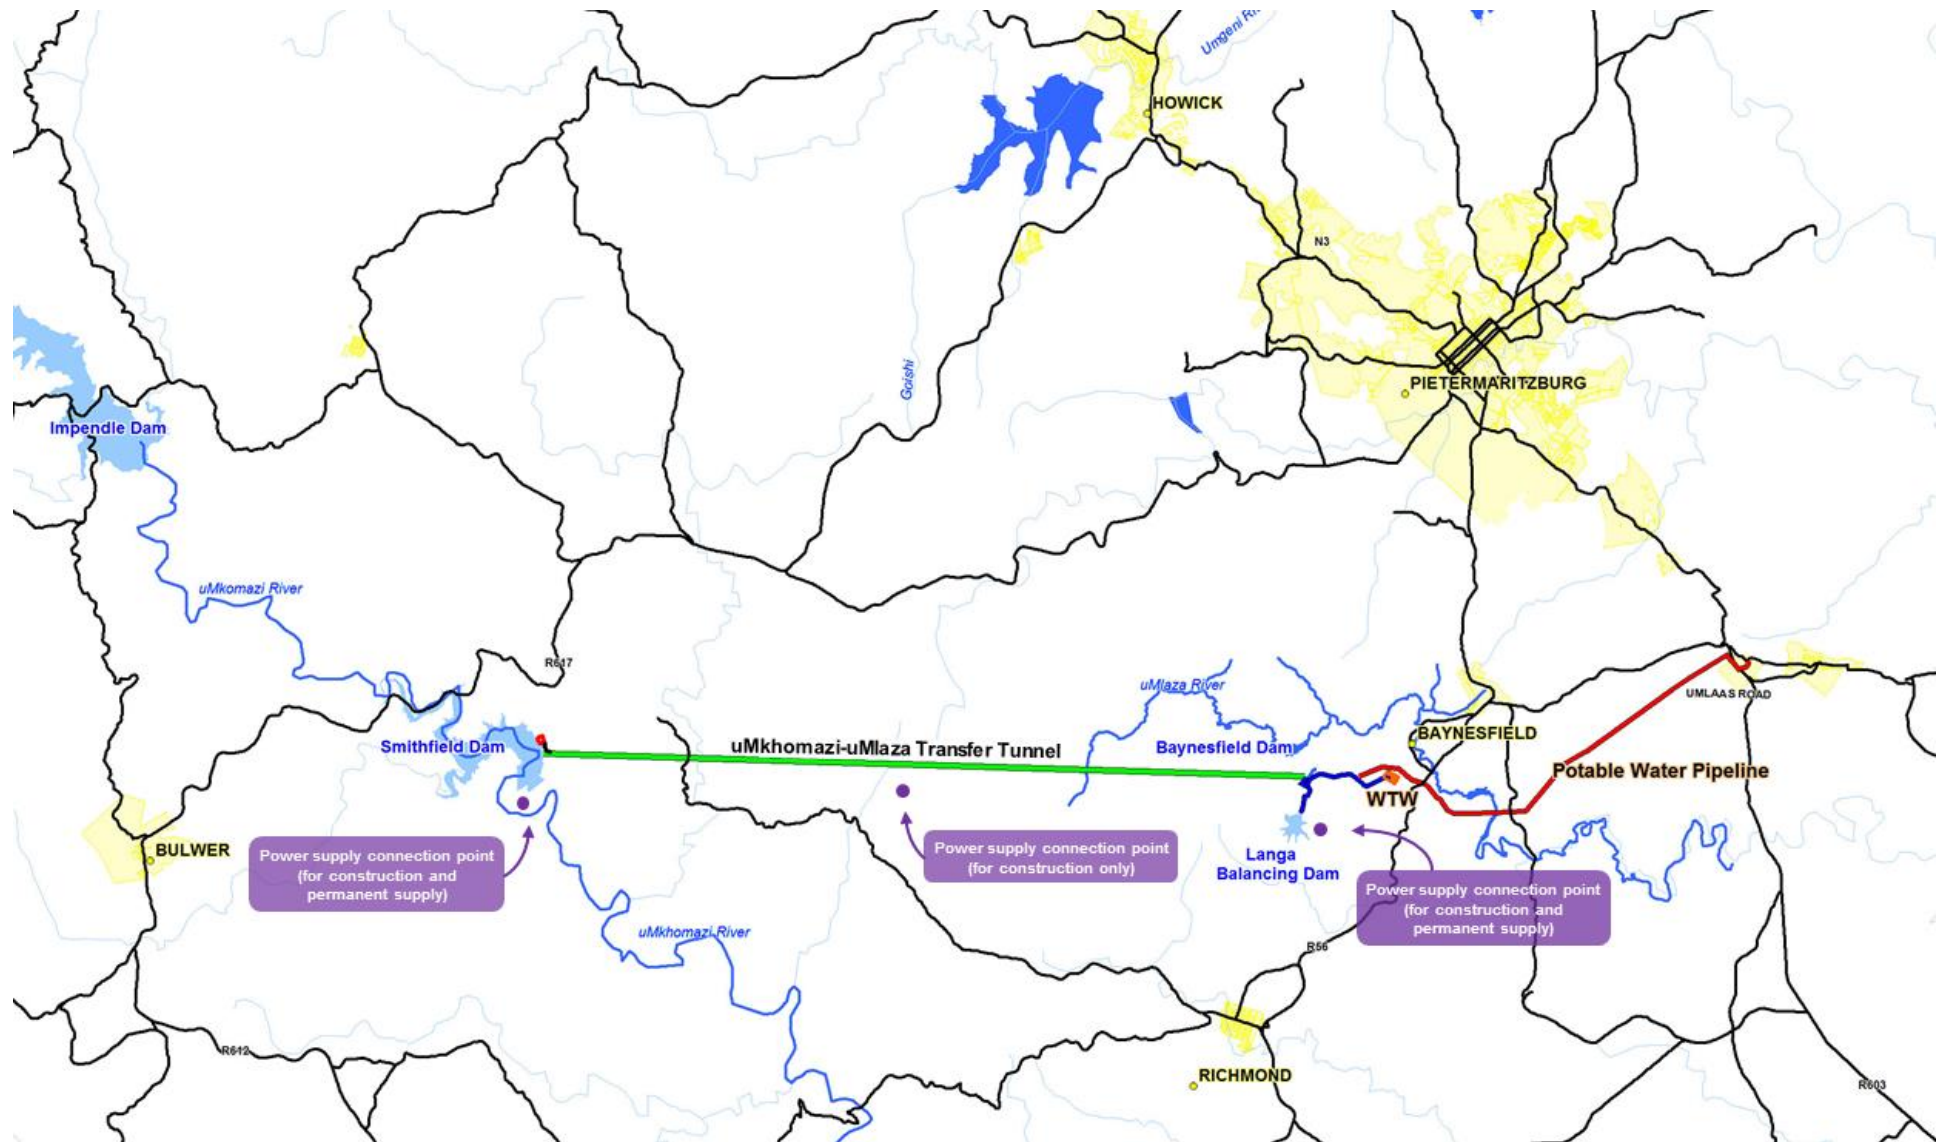 Umgeni
HOWICK
N3
Goishi
PIETERMARITZBURG
Impendle Dam
uMkomazi River
R617
uMlaza River
UMLAAS ROAD
Smithfield Dam
uMkhomazi-uMlaza Transfer Tunnel
Baynesfield Dam
BAYNESFIELD
Potable Water Pipeline
WTW
BULWER
Power supply connection point
(for construction and
permanent supply)
Power supply connection point
(for construction only)
Langa
Balancing Dam
Power supply connection point
(for construction and
permanent supply)
uMkhomazi River
R56
R612
RICHMOND
R603